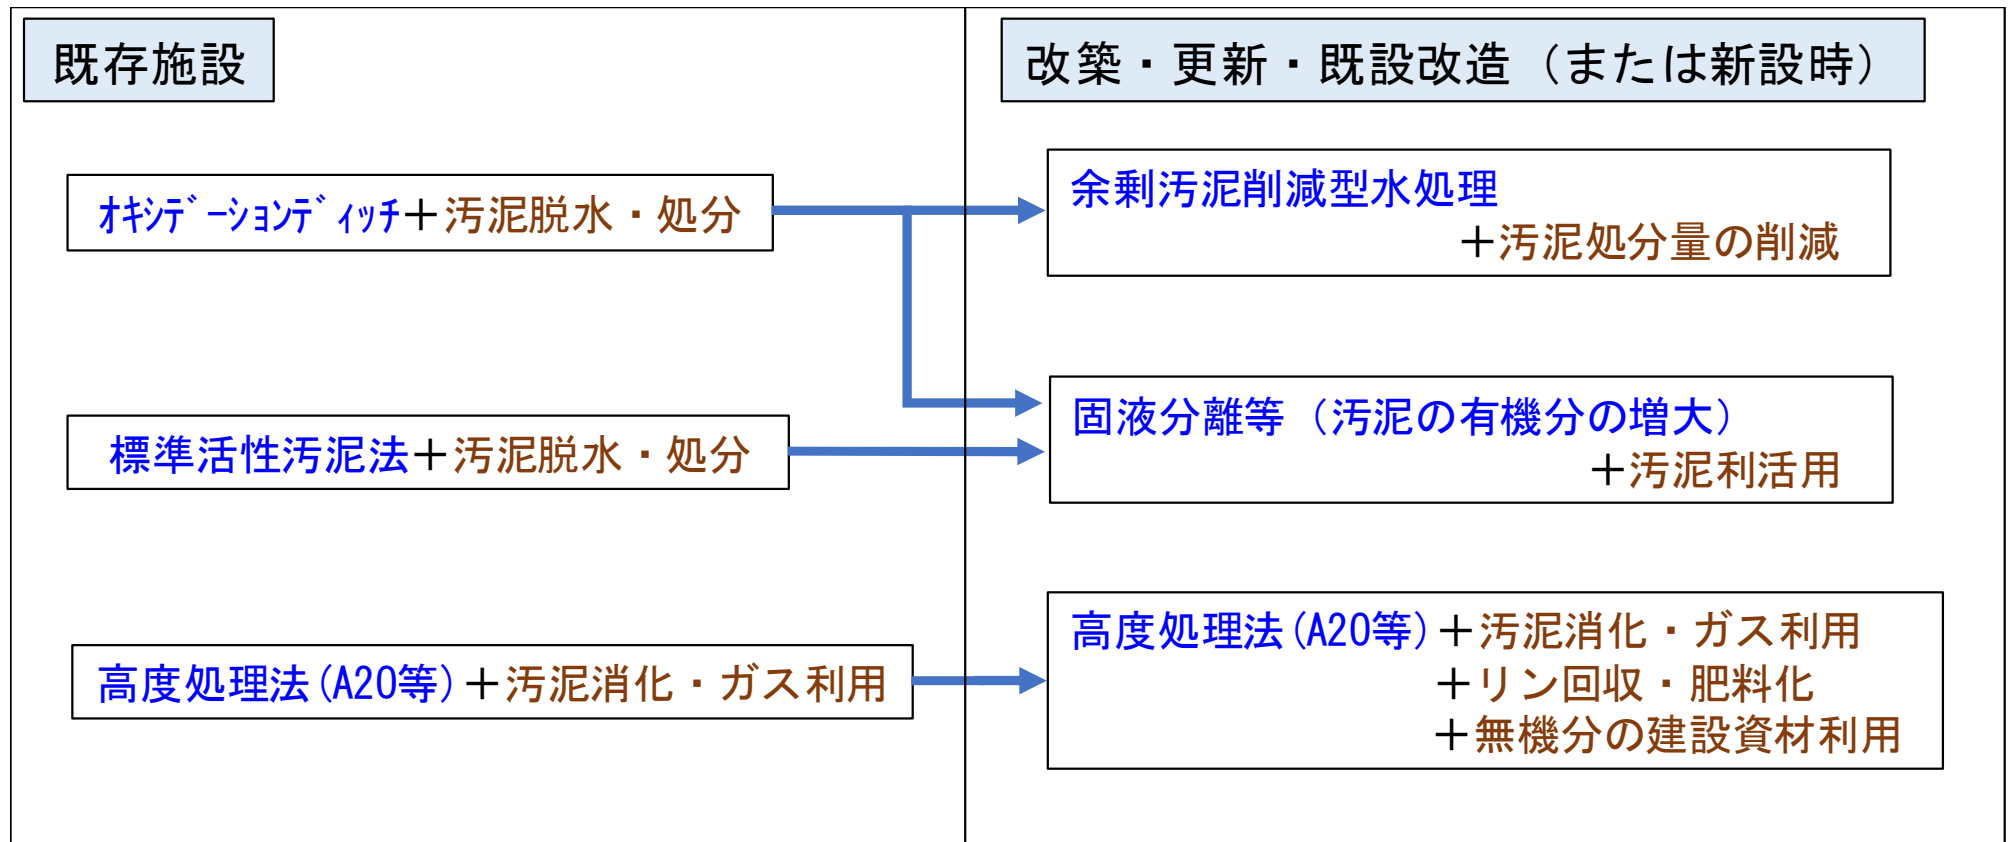 既存施設
改築・更新・既設改造（または新設時）
ｵｷｼﾃﾞｰｼｮﾝﾃﾞｨｯﾁ＋汚泥脱水・処分
余剰汚泥削減型水処理
＋汚泥処分量の削減
標準活性汚泥法＋汚泥脱水・処分
固液分離等（汚泥の有機分の増大）
＋汚泥利活用
高度処理法(A20等)＋汚泥消化・ガス利用
高度処理法(A20等)＋汚泥消化・ガス利用
＋リン回収・肥料化
＋無機分の建設資材利用